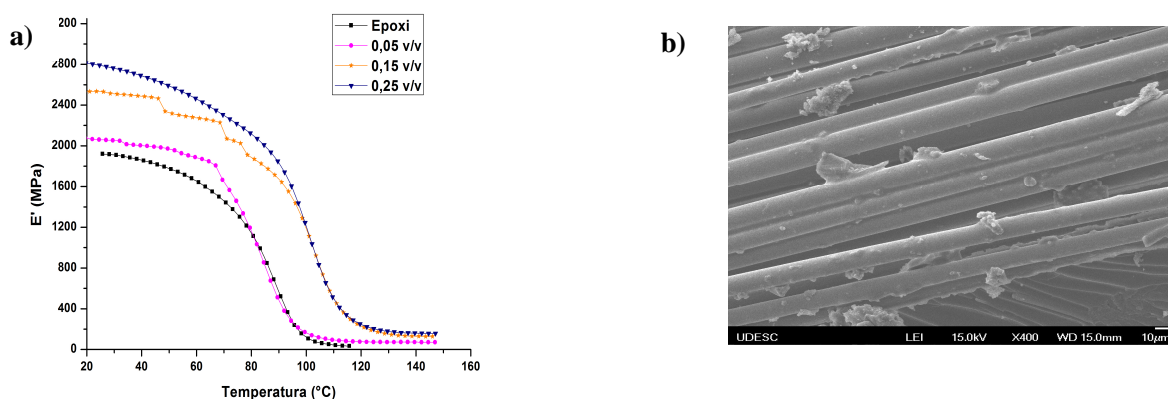 a)
200
2800
2400
2000
1600
1200
800
400
0
E' (MPa)
Epoxi
0,05 v/v
0,15 v/v
0,25 v/v
20 40 60 80 100 120 140 160
Temperatura (°C)
b)
UDESC LEI 15.0kV X400 WD 15.0mm 10µm